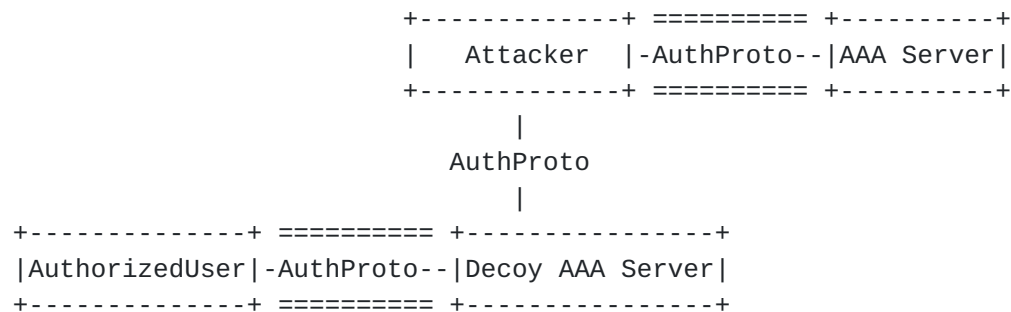 +-------------+ ========== +----------+
|   Attacker  |-AuthProto--|AAA Server|
+-------------+ ========== +----------+
|
AuthProto
|
+--------------+ ========== +----------------+
|AuthorizedUser|-AuthProto--|Decoy AAA Server|
+--------------+ ========== +----------------+